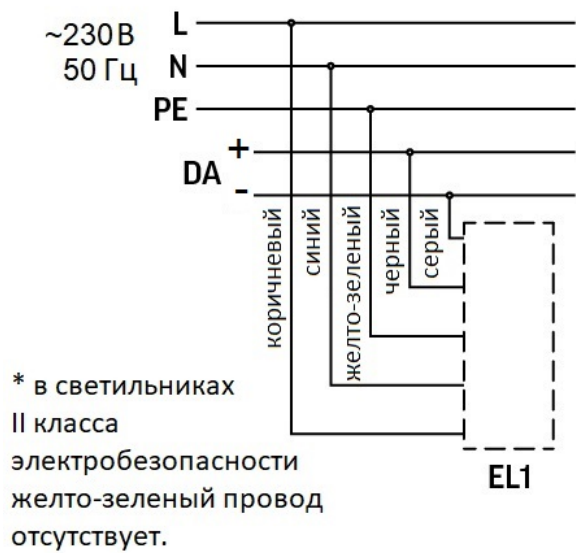 ~230В
50 Гц
L
N
PE
DA
+
-
коричневый
синий
желто-зеленый
черный
серый
EL1
* в светильниках
II класса
электробезопасности
желто-зеленый провод
отсутствует.